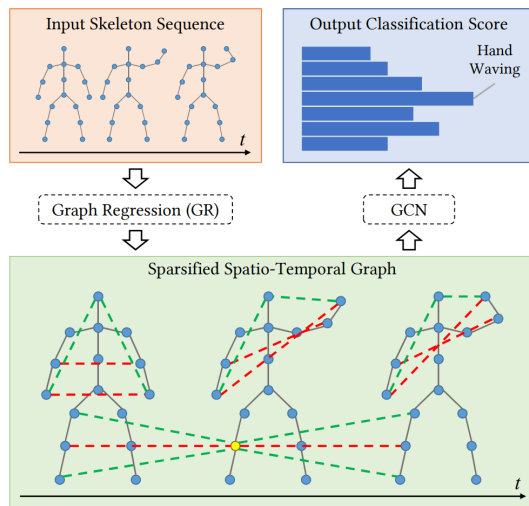 Input Skeleton Sequence
t
Output Classification Score
Hand
Waving
Graph Regression (GR)
GCN
Sparsified Spatio-Temporal Graph
t